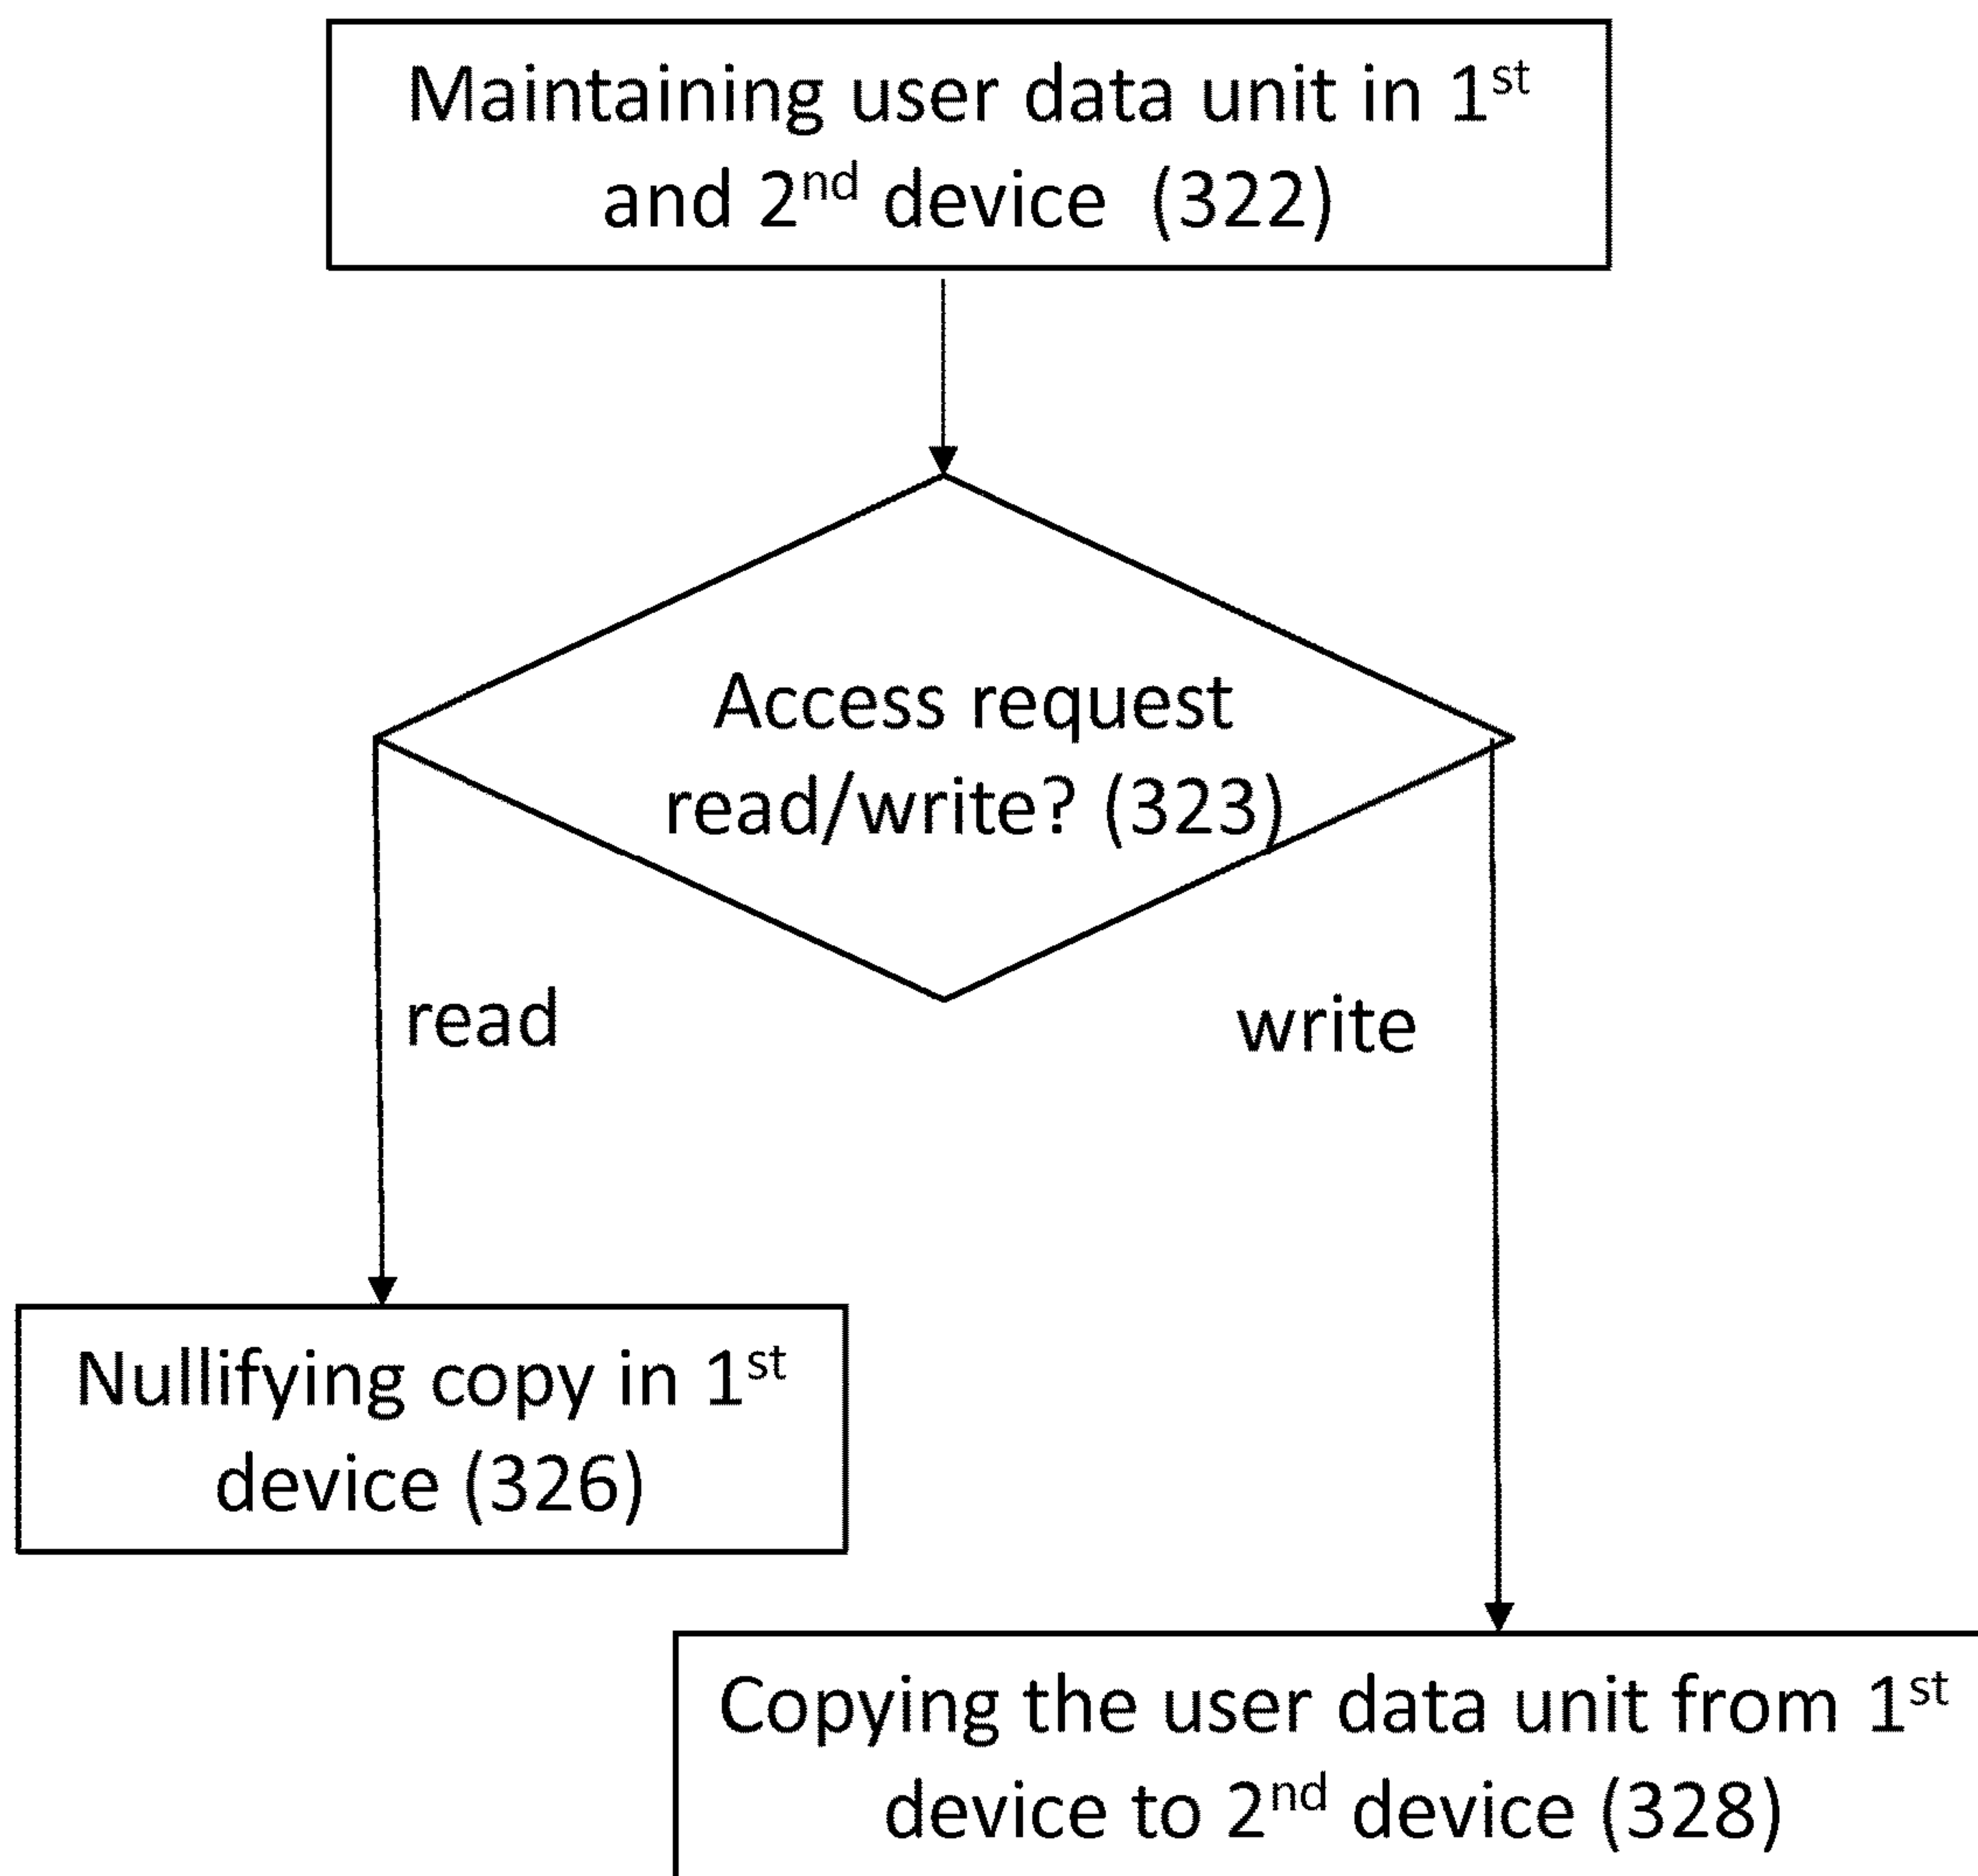 Maintaining user data unit in 1st
and 2nd device (322)
Access request
read/write? (323)
read
write
Nullifying copy in 1st
device (326)
Copying the user data unit from 1st
device to 2nd device (328)